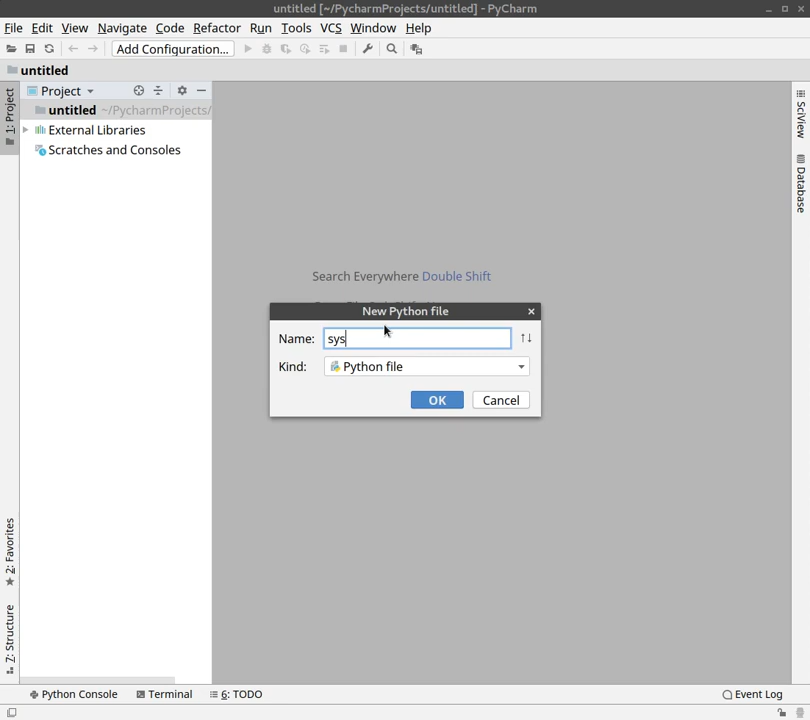 untitled [~/PycharmProjects/untitled] - PyCharm
File Edit View Navigate Code Refactor Run Tools VCS Window Help
Add Configuration...
untitled
Project
untitled ~/PycharmProjects/
External Libraries
Scratches and Consoles
1: Project
2: Favorites
7: Structure
SciView
Database
Search Everywhere Double Shift
New Python file
Name: sys
Kind: Python file
OK Cancel
Python Console Terminal 6: TODO Event Log